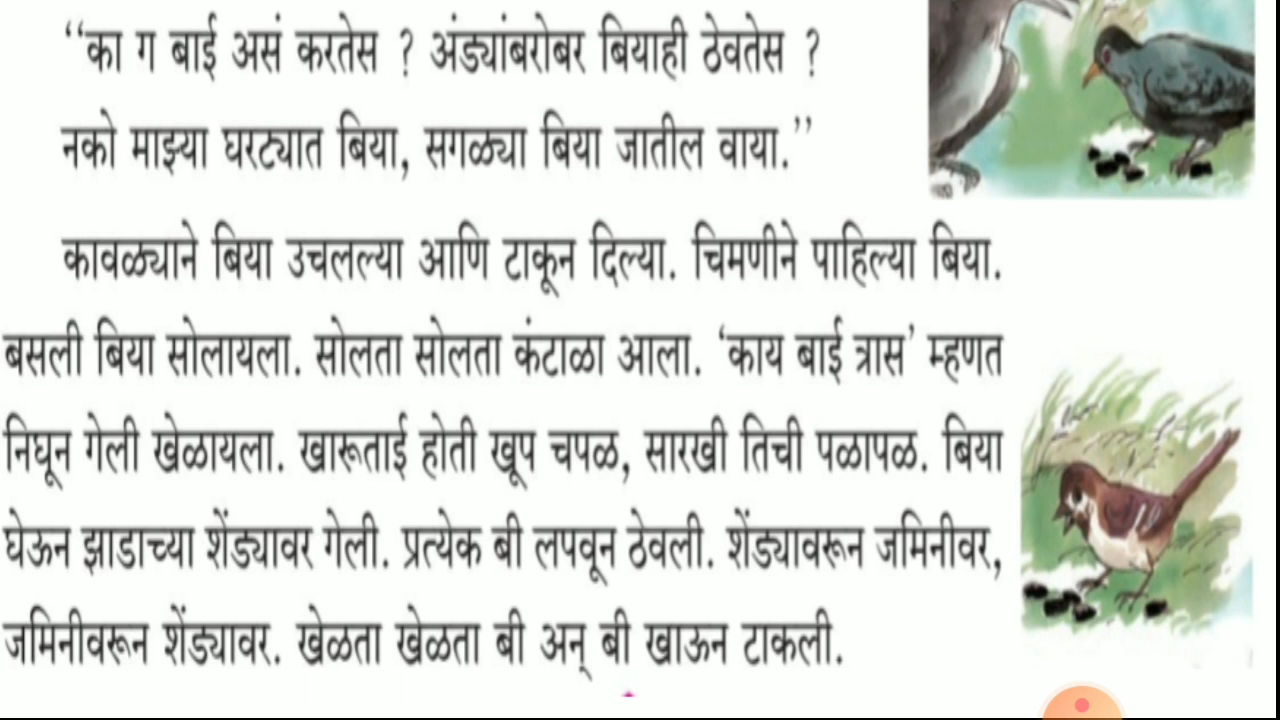 “का ग बाई असं करतेस ? अंड्यांबरोबर बियाही ठेवतेस ?
नको माझ्या घरट्यात बिया, सगळ्या बिया जातील वाया.”
कावळ्याने बिया उचलल्या आणि टाकून दिल्या. चिमणीने पाहिल्या बिया.
बसली बिया सोलायला. सोलता सोलता कंटाळा आला. ‘काय बाई त्रास’ म्हणत
निघून गेली खेळायला. खारूताई होती खूप चपळ, सारखी तिची पळापळ. बिया
घेऊन झाडाच्या शेंड्यावर गेली. प्रत्येक बी लपवून ठेवली. शेंड्यावरून जमिनीवर,
जमिनीवरून शेंड्यावर. खेळता खेळता बी अन् बी खाऊन टाकली.